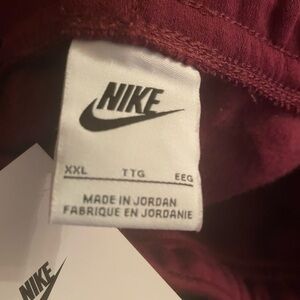 NIKE
XXL TTG EEG
MADE IN JORDAN
FABRIQUE EN JORDANIE
NIKE